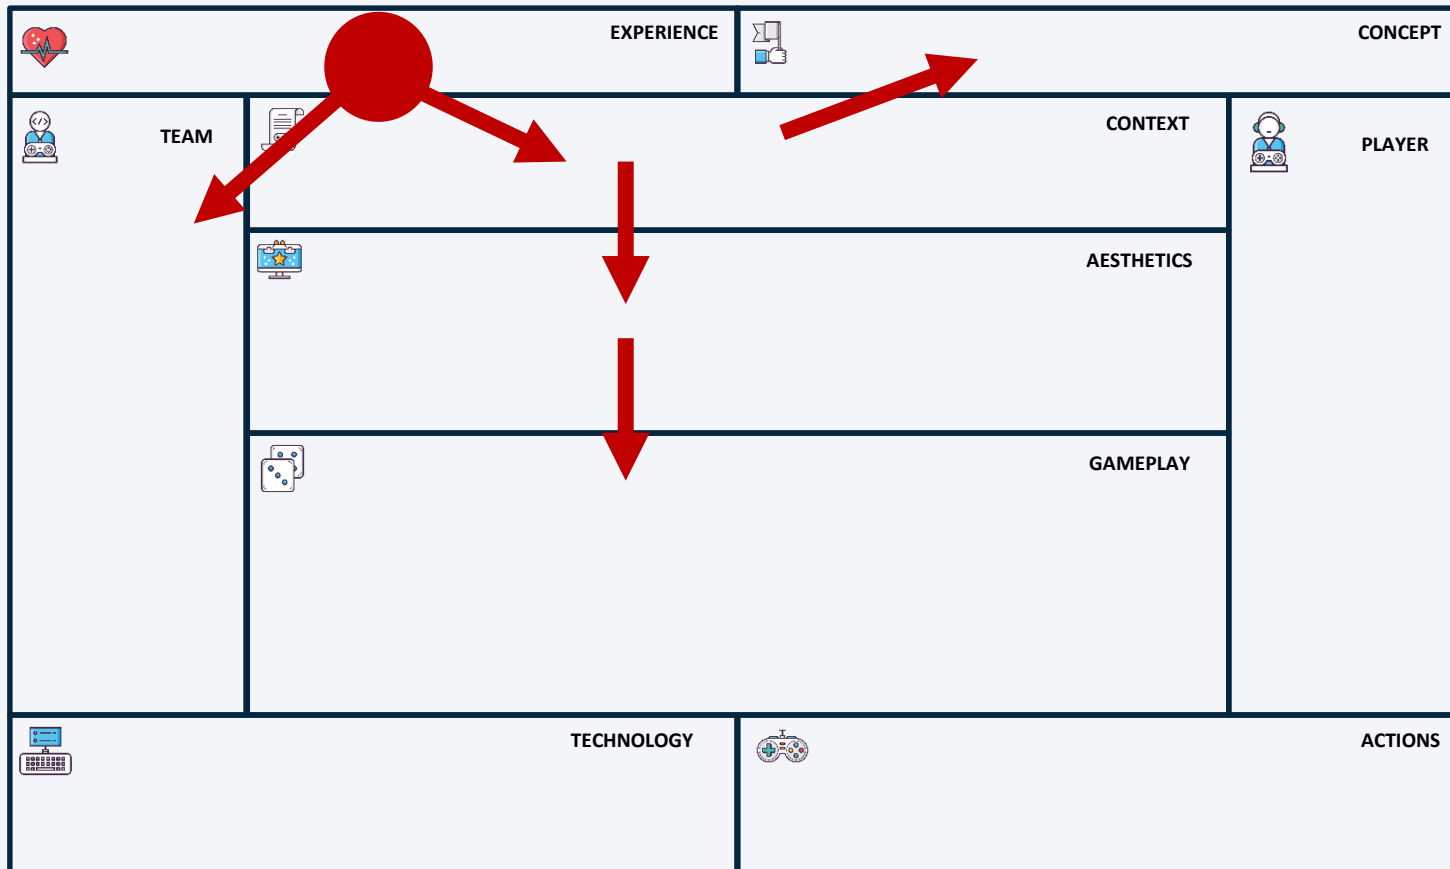 EXPERIENCE
CONCEPT
TEAM
CONTEXT
PLAYER
AESTHETICS
GAMEPLAY
TECHNOLOGY
ACTIONS